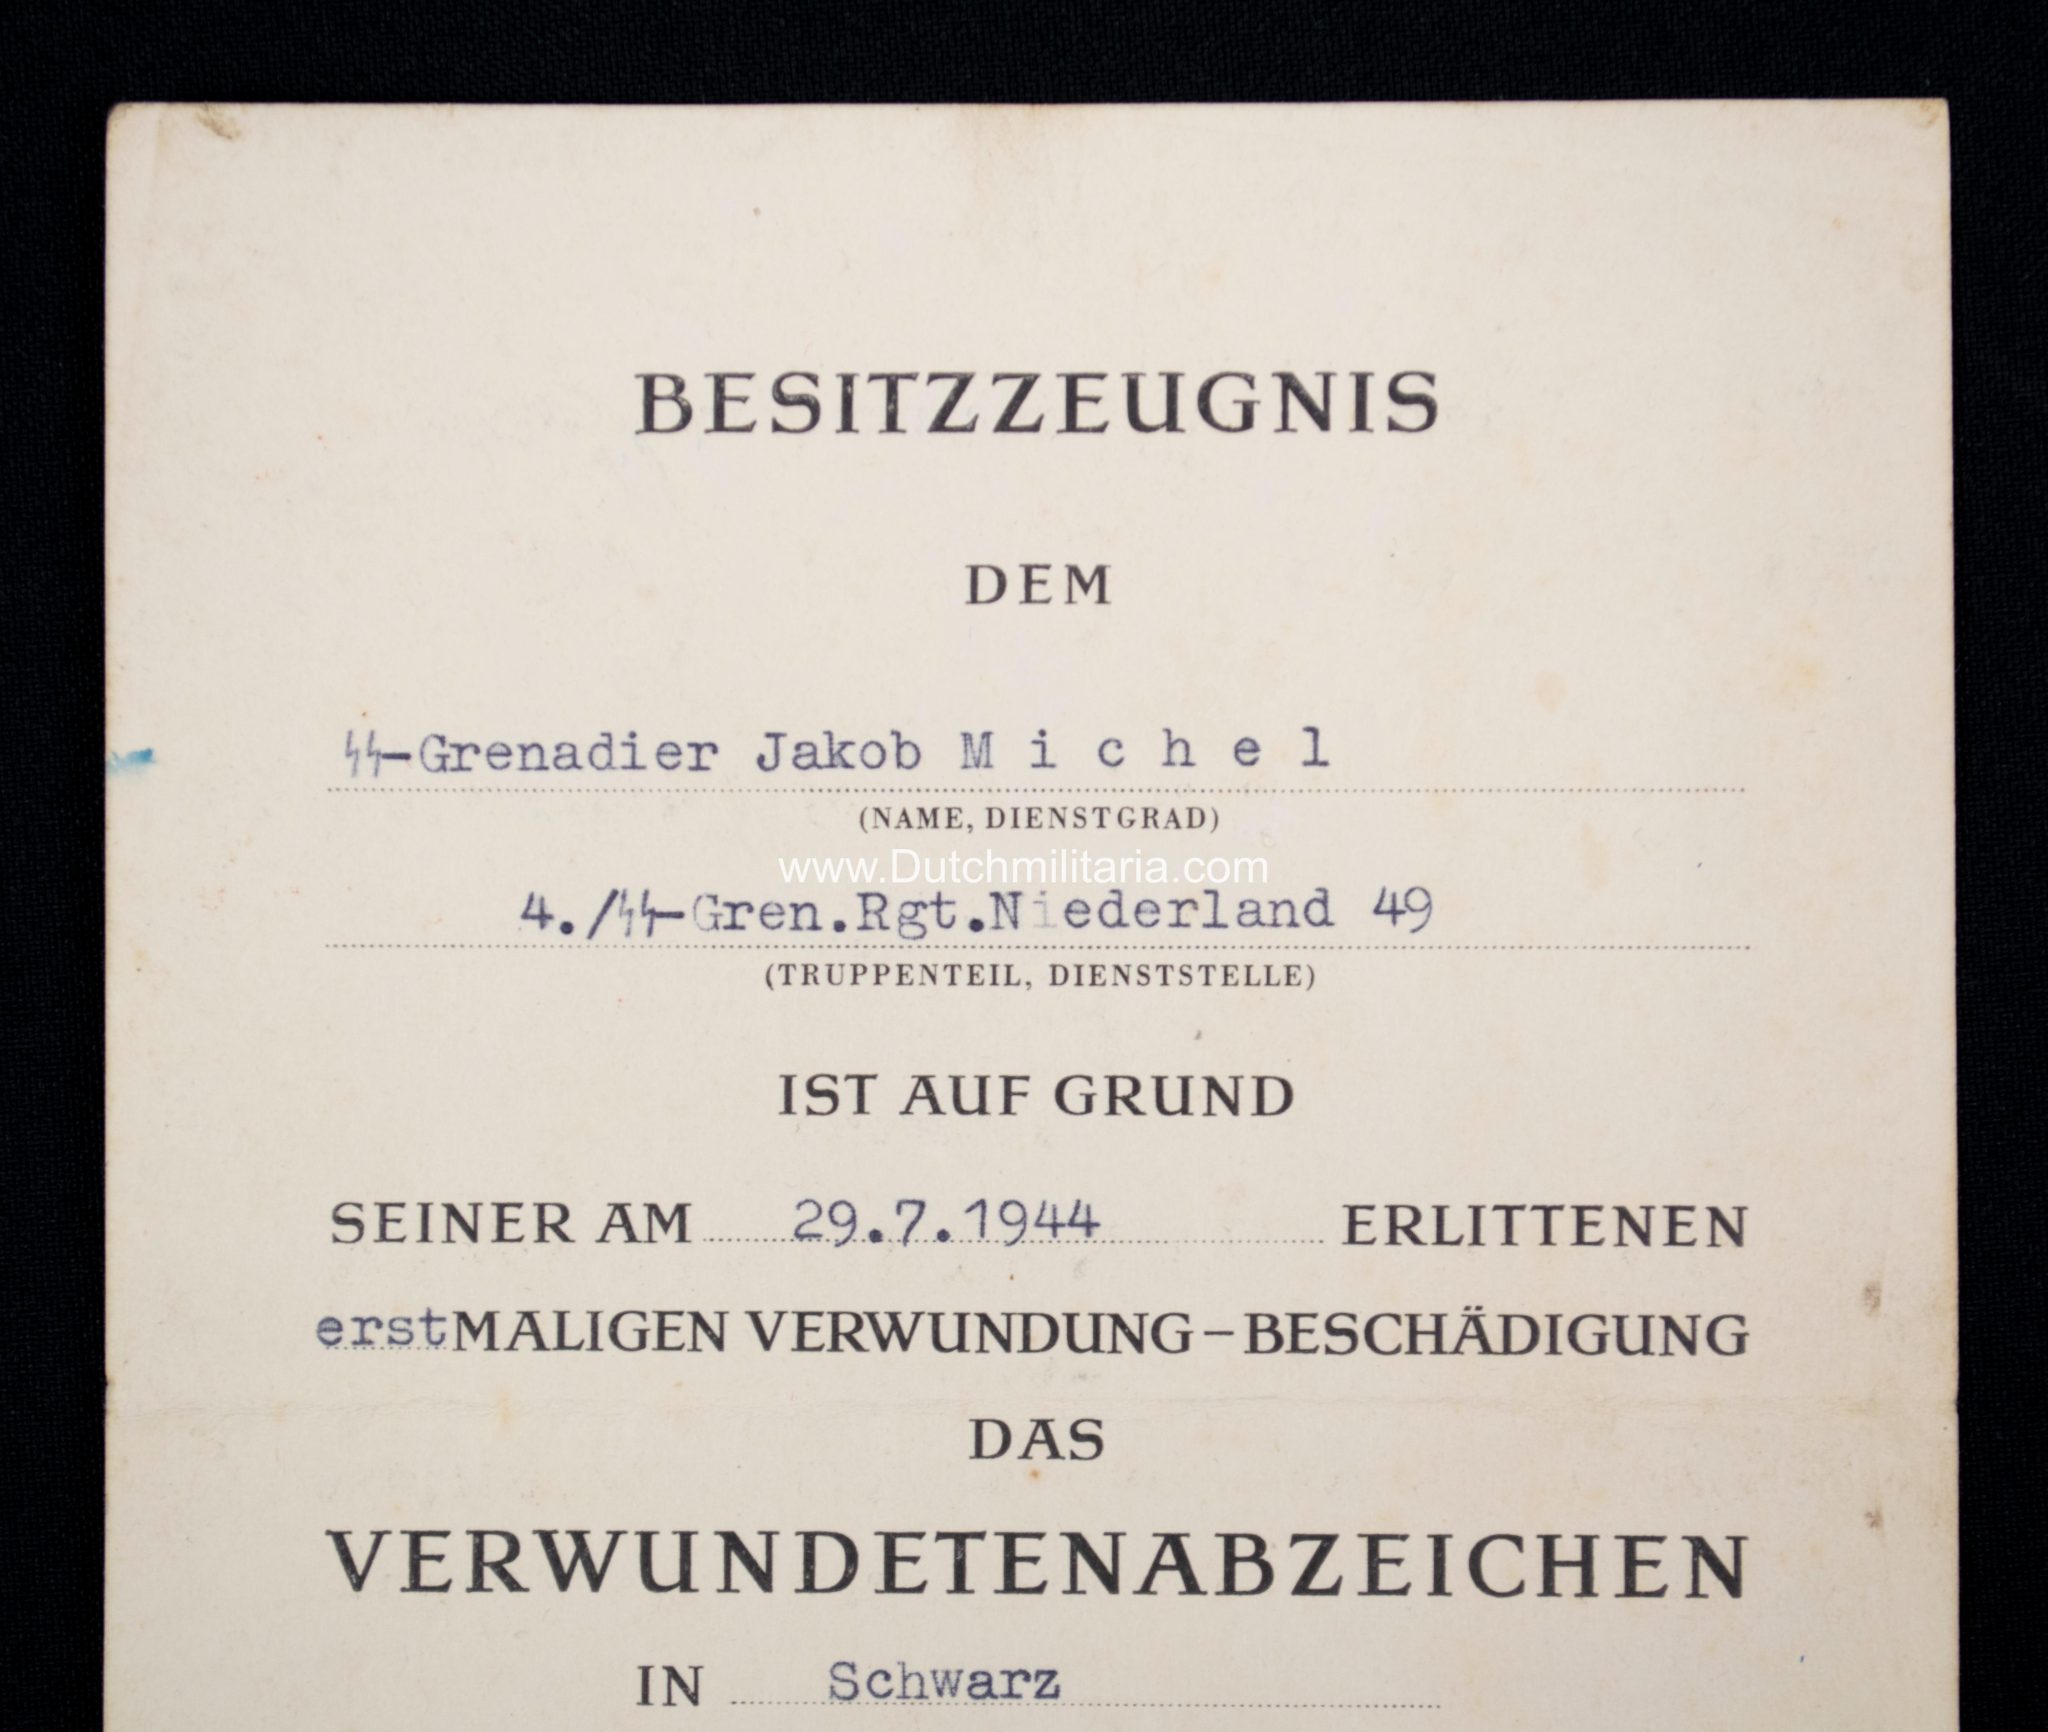 BESITZZEUGNIS
DEM
ᛋᛋ-Grenadier Jakob M i c h e l
(NAME, DIENSTGRAD)
www.Dutchmilitaria.com
4./ᛋᛋ-Gren.Rgt.Niederland 49
(TRUPPENTEIL, DIENSTSTELLE)
IST AUF GRUND
SEINER AM 29.7.1944 ERLITTENEN
erstMALIGEN VERWUNDUNG–BESCHÄDIGUNG
DAS
VERWUNDETENABZEICHEN
IN Schwarz